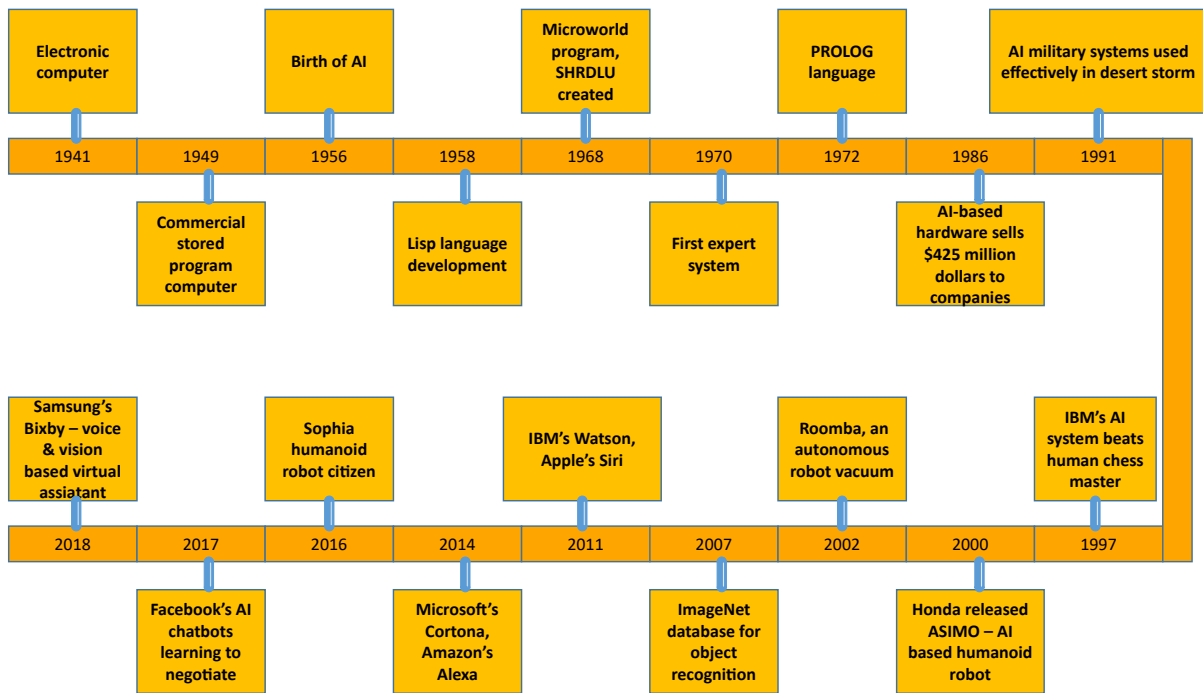 Electronic
computer
Birth of AI
Microworld
program,
SHRDLU
created
PROLOG
language
AI military systems used
effectively in desert storm
1941
1949
1956
1958
1968
1970
1972
1986
1991
Commercial
stored
program
computer
Lisp language
development
First expert
system
AI-based
hardware sells
$425 million
dollars to
companies
Samsung’s
Bixby – voice
& vision
based virtual
assiatant
Sophia
humanoid
robot citizen
IBM’s Watson,
Apple’s Siri
Roomba, an
autonomous
robot vacuum
IBM’s AI
system beats
human chess
master
2018
2017
2016
2014
2011
2007
2002
2000
1997
Facebook’s AI
chatbots
learning to
negotiate
Microsoft’s
Cortona,
Amazon’s
Alexa
ImageNet
database for
object
recognition
Honda released
ASIMO – AI
based humanoid
robot